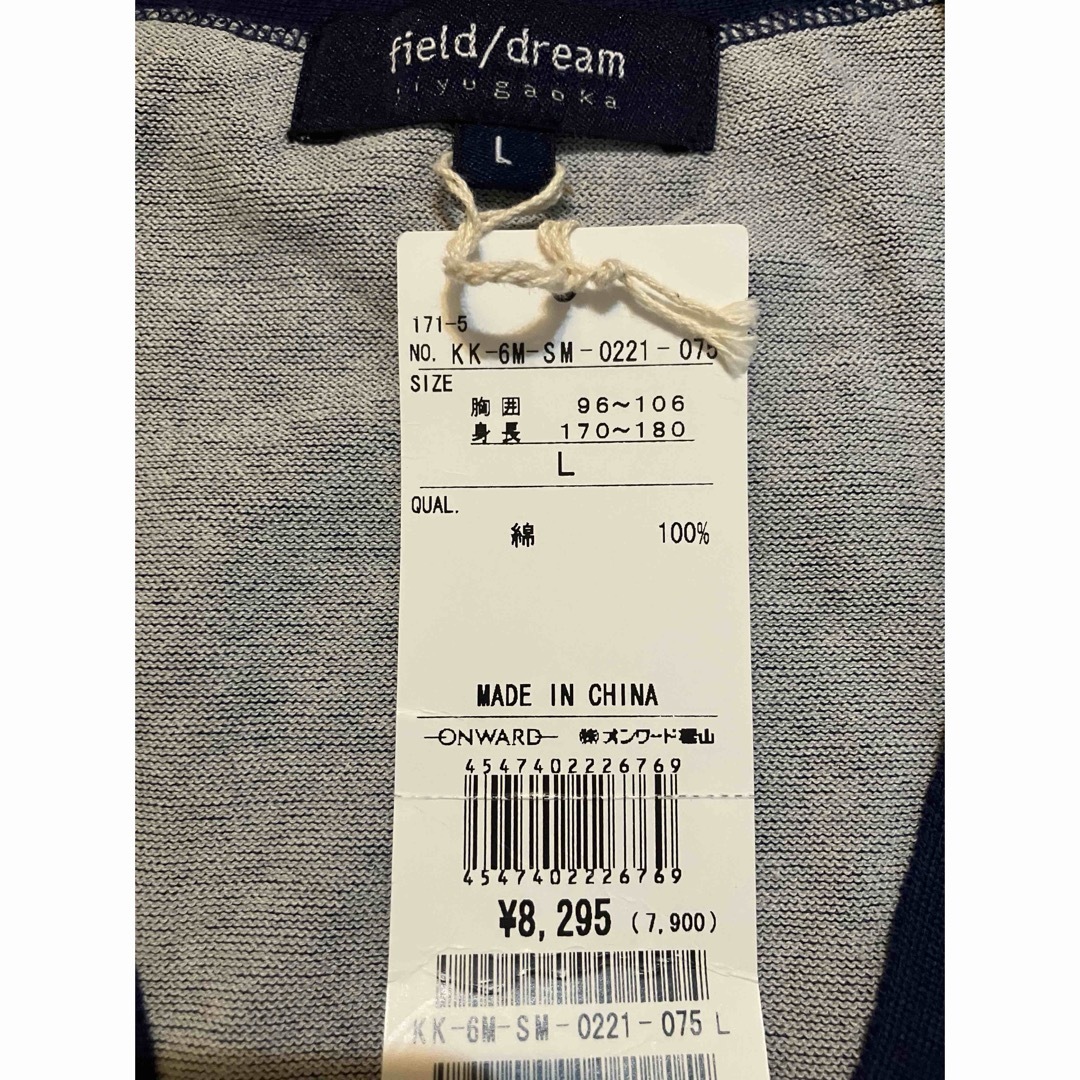 field/dream
jiyugaoka
L
171-5
NO. KK-6M-SM-0221-075
SIZE
胸囲 96～106
身長 170～180
L
QUAL.
綿 100%
MADE IN CHINA
ONWARD ㈱オンワード樫山
4547402226769
4547402226769
¥8,295 (7,900)
KK-6M-SM-0221-075 L